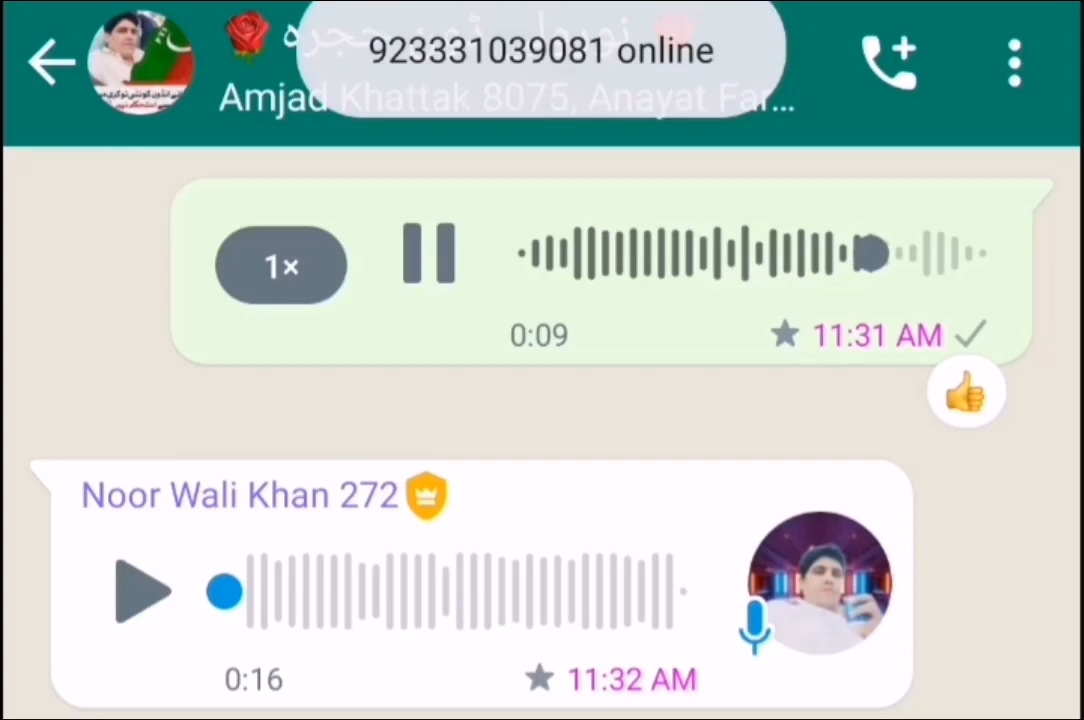 حجرہ
923331039081 online
Amjad Khattak 8075, Anayat Far...
1×
0:09
11:31 AM
Noor Wali Khan 272
0:16
11:32 AM